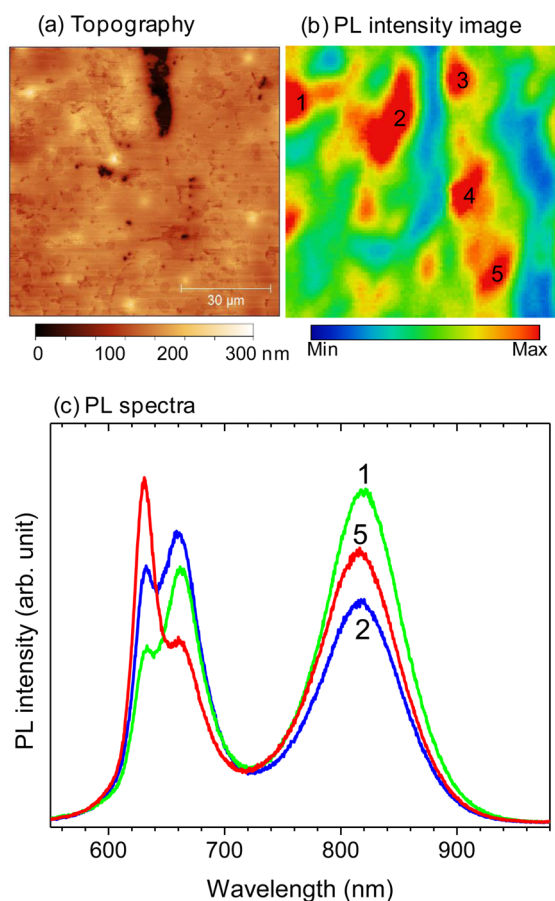 (a) Topography
(b) PL intensity image
1
2
3
4
5
30 µm
0 100 200 300 nm
Min Max
(c) PL spectra
1
5
2
PL intensity (arb. unit)
600 700 800 900
Wavelength (nm)